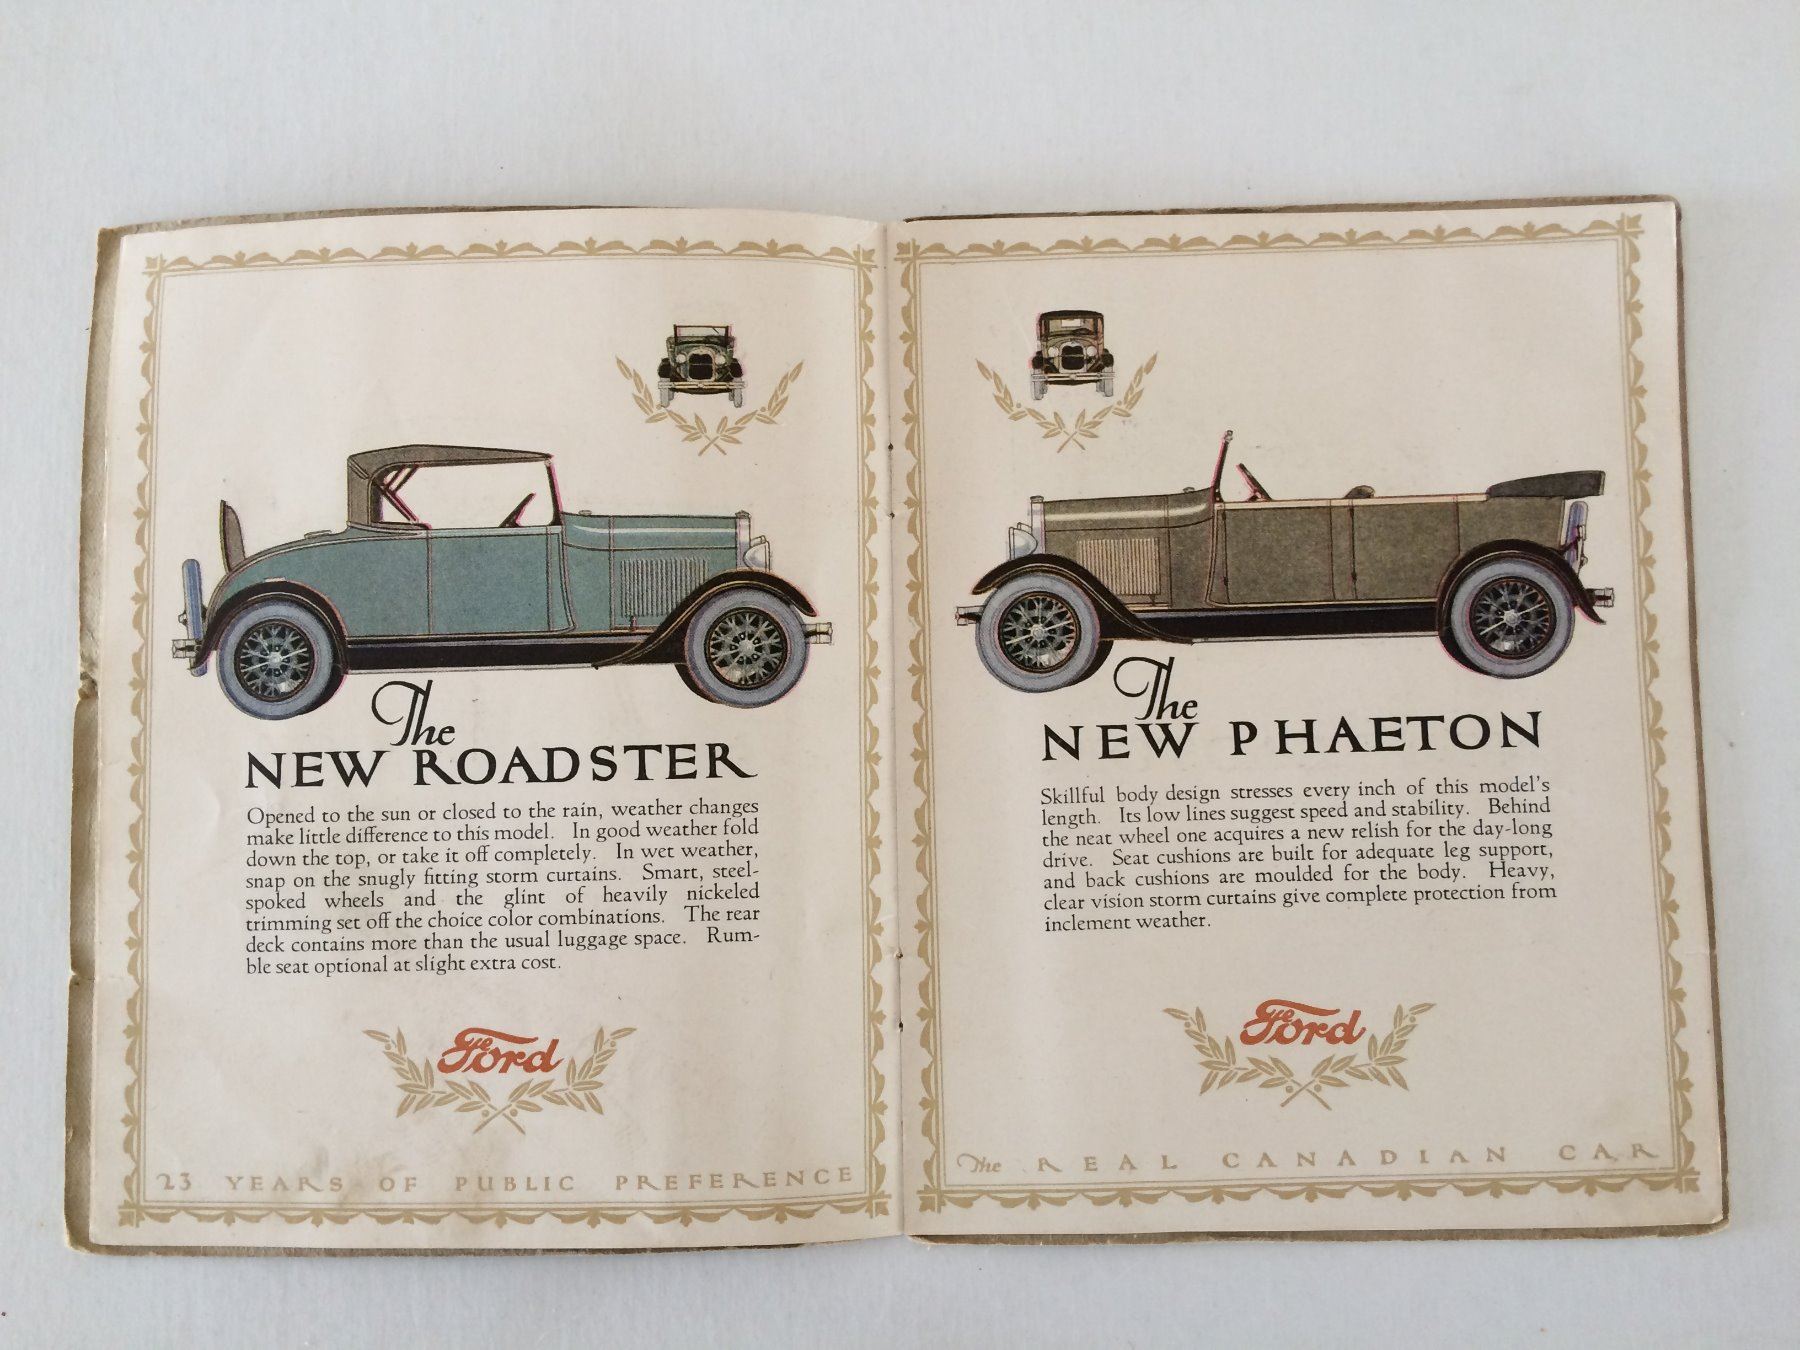 The
NEW ROADSTER
Opened to the sun or closed to the rain, weather changes
make little difference to this model. In good weather fold
down the top, or take it off completely. In wet weather,
snap on the snugly fitting storm curtains. Smart, steel-
spoked wheels and the glint of heavily nickeled
trimming set off the choice color combinations. The rear
deck contains more than the usual luggage space. Rum-
ble seat optional at slight extra cost.
The Ford
23 YEARS OF PUBLIC PREFERENCE
The
NEW PHAETON
Skillful body design stresses every inch of this model's
length. Its low lines suggest speed and stability. Behind
the neat wheel one acquires a new relish for the day-long
drive. Seat cushions are built for adequate leg support,
and back cushions are moulded for the body. Heavy,
clear vision storm curtains give complete protection from
inclement weather.
The Ford
The REAL CANADIAN CAR